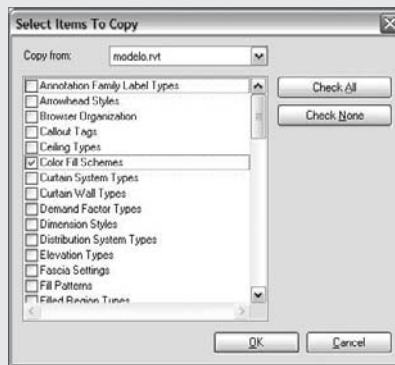 Select Items To Copy
Copy from: modelo.rvt
Check All
Check None
Annotation Family Label Types
Arrowhead Styles
Browser Organization
Callout Tags
Ceiling Types
Color Fill Schemes
Curtain System Types
Curtain Wall Types
Demand Factor Types
Dimension Styles
Distribution System Types
Elevation Types
Fascia Settings
Fill Patterns
Filled Region Types
OK Cancel